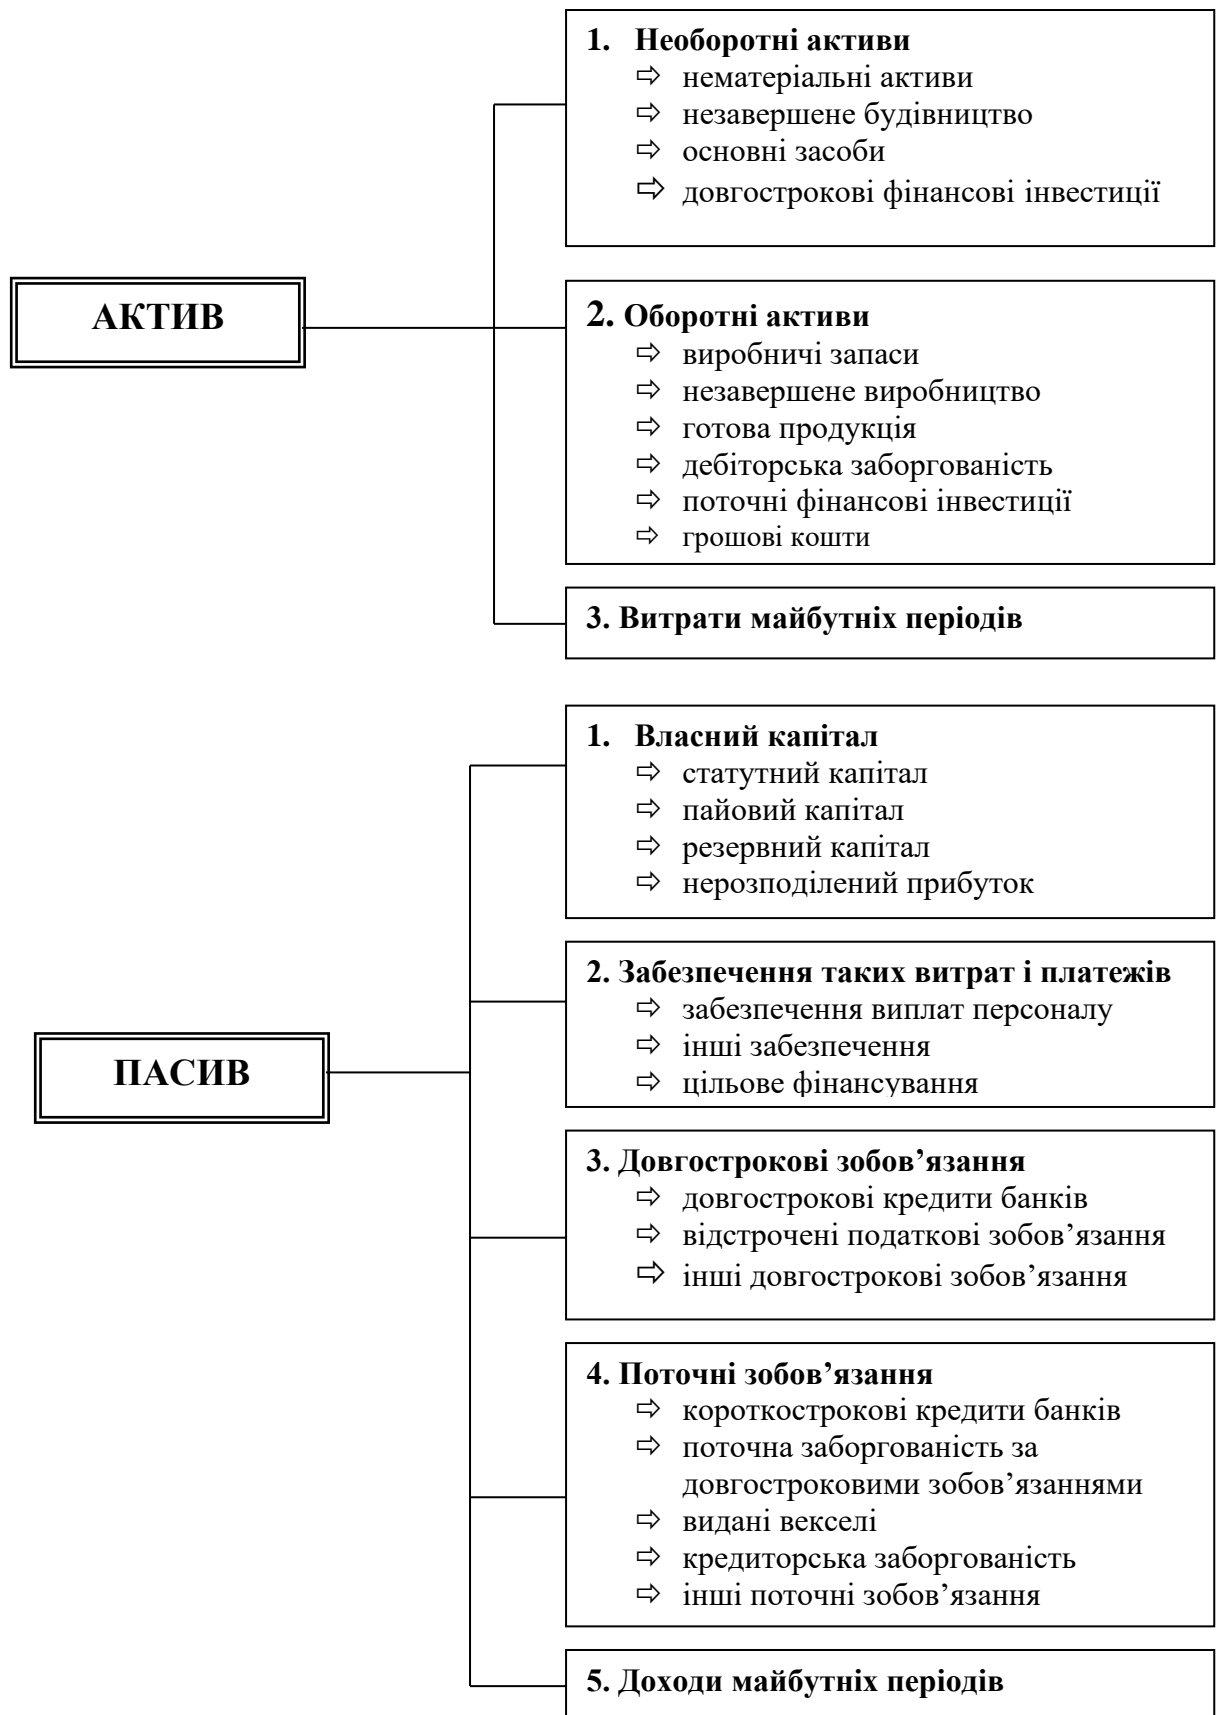 АКТИВ
1. Необоротні активи
⇨ нематеріальні активи
⇨ незавершене будівництво
⇨ основні засоби
⇨ довгострокові фінансові інвестиції
2. Оборотні активи
⇨ виробничі запаси
⇨ незавершене виробництво
⇨ готова продукція
⇨ дебіторська заборгованість
⇨ поточні фінансові інвестиції
⇨ грошові кошти
3. Витрати майбутніх періодів
ПАСИВ
1. Власний капітал
⇨ статутний капітал
⇨ пайовий капітал
⇨ резервний капітал
⇨ нерозподілений прибуток
2. Забезпечення таких витрат і платежів
⇨ забезпечення виплат персоналу
⇨ інші забезпечення
⇨ цільове фінансування
3. Довгострокові зобов’язання
⇨ довгострокові кредити банків
⇨ відстрочені податкові зобов’язання
⇨ інші довгострокові зобов’язання
4. Поточні зобов’язання
⇨ короткострокові кредити банків
⇨ поточна заборгованість за
довгостроковими зобов’язаннями
⇨ видані векселі
⇨ кредиторська заборгованість
⇨ інші поточні зобов’язання
5. Доходи майбутніх періодів